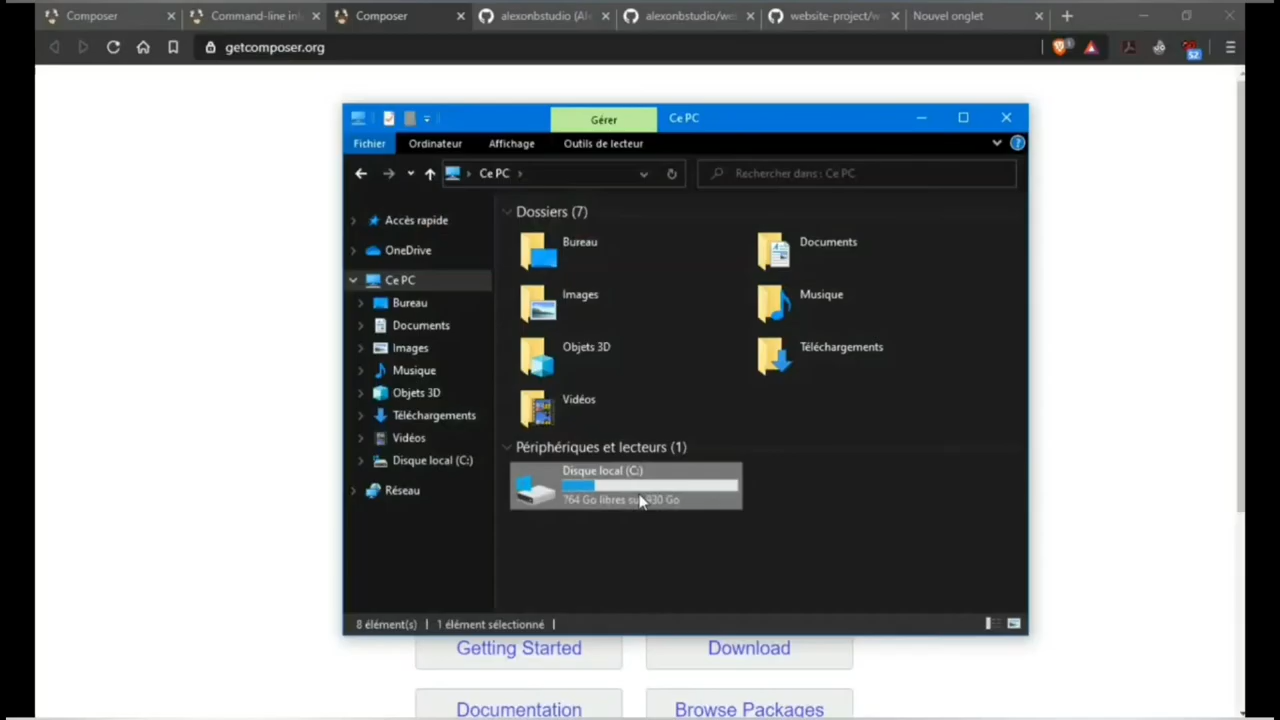 Composer
Command-line in
Composer
alexonbstudio (Al
alexonbstudio/we
website-project/w
Nouvel onglet
getcomposer.org
52
Gérer
Ce PC
Fichier
Ordinateur
Affichage
Outils de lecteur
Ce PC
Rechercher dans : Ce PC
Accès rapide
OneDrive
Ce PC
Bureau
Documents
Images
Musique
Objets 3D
Téléchargements
Vidéos
Disque local (C:)
Réseau
Dossiers (7)
Bureau
Documents
Images
Musique
Objets 3D
Téléchargements
Vidéos
Périphériques et lecteurs (1)
Disque local (C:)
764 Go libres su 930 Go
8 élément(s)
1 élément sélectionné
Getting Started
Download
Documentation
Browse Packages